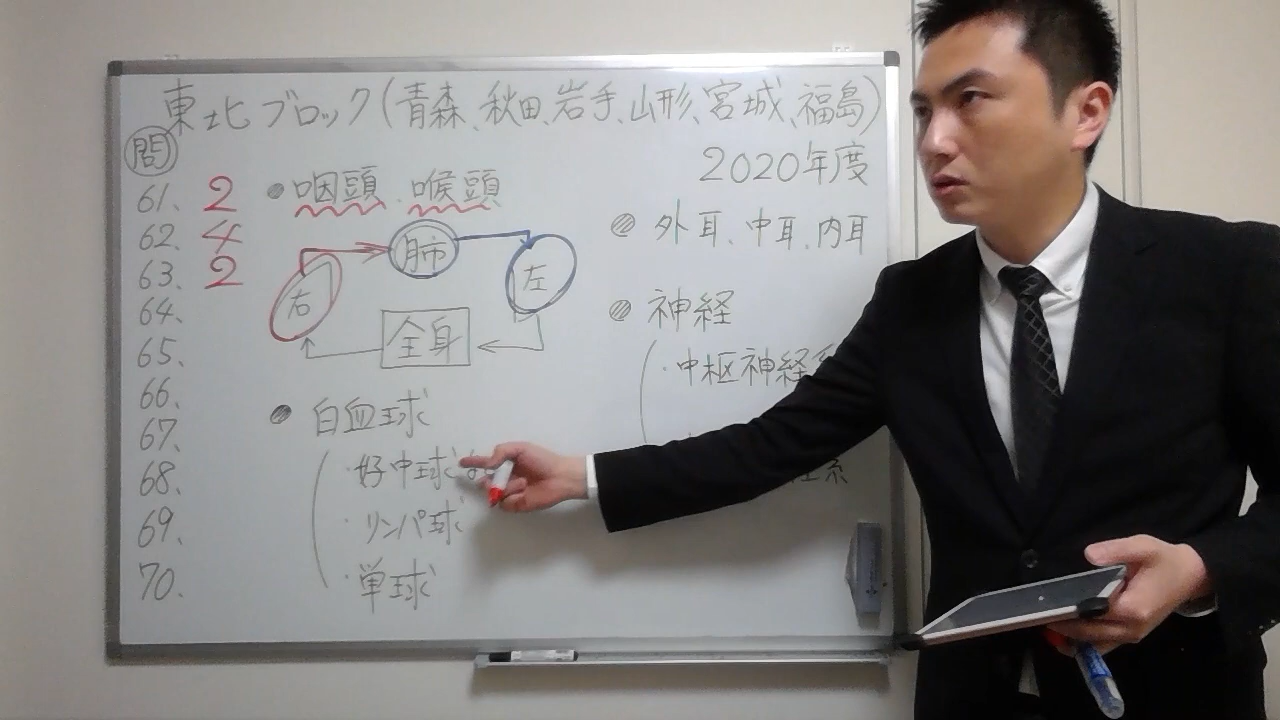 東北ブロック(青森、秋田、岩手、山形、宮城、福島)
2020年度
問
61、 2
62、 4
63、 2
64、
65、
66、
67、
68、
69、
70、
● 咽頭、喉頭
肺
右
左
全身
● 白血球
・好中球
・リンパ球
・単球
● 外耳、中耳、内耳
● 神経
・中枢神経系
系